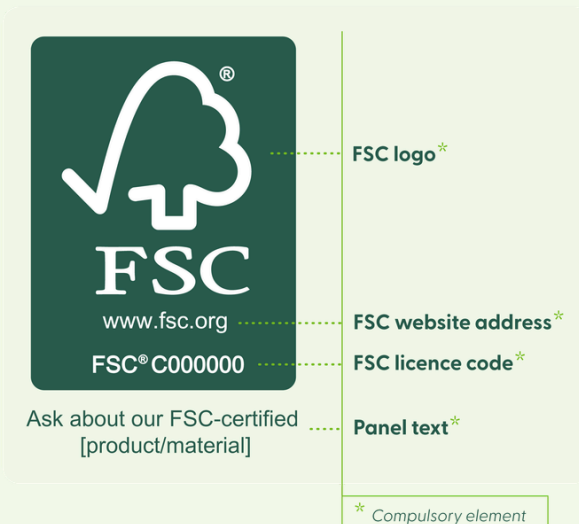 ®
FSC
www.fsc.org
FSC® C000000
Ask about our FSC-certified
[product/material]
FSC logo*
FSC website address*
FSC licence code*
Panel text*
* Compulsory element